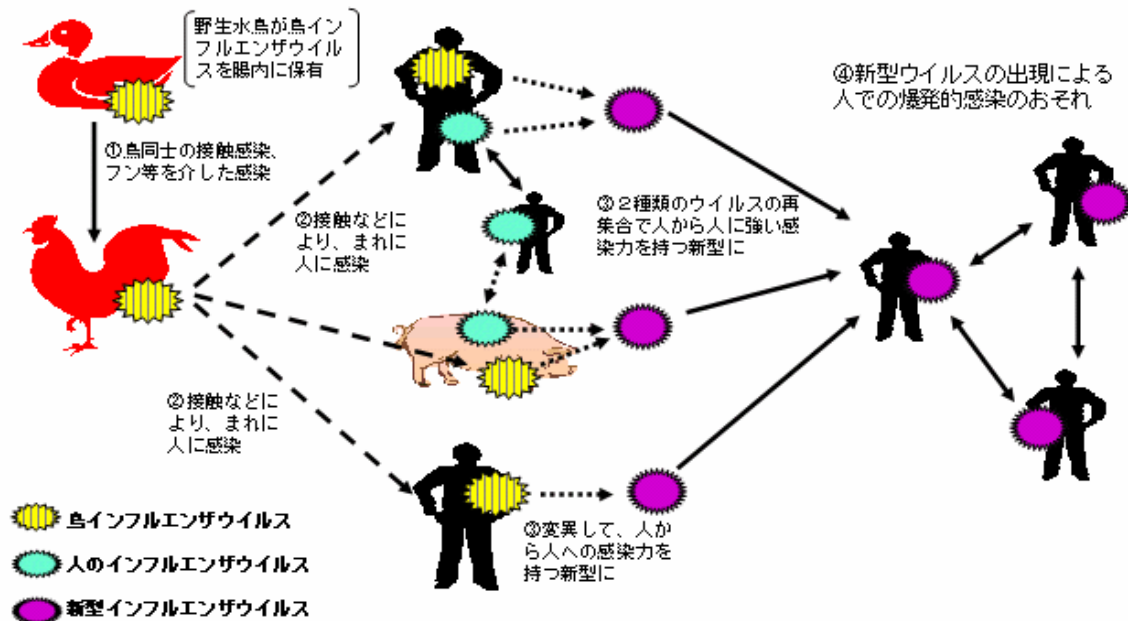 野生水鳥が鳥イン
フルエンザウイル
スを腸内に保有
①鳥同士の接触感染、
フン等を介した感染
②接触などに
より、まれに
人に感染
②接触などに
より、まれに
人に感染
③２種類のウイルスの再
集合で人から人に強い感
染力を持つ新型に
③変異して、人か
ら人への感染力を
持つ新型に
④新型ウイルスの出現による
人での爆発的感染のおそれ
鳥インフルエンザウイルス
人のインフルエンザウイルス
新型インフルエンザウイルス